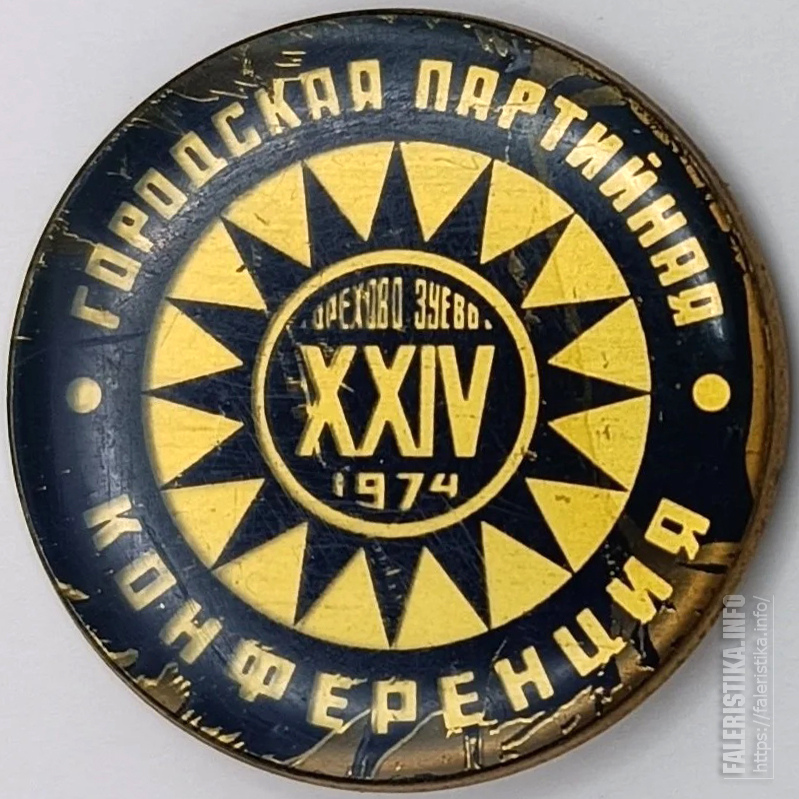 ГОРОДСКАЯ ПАРТИЙНАЯ
ОРЕХОВО ЗУЕВО
XXIV
1974
КОНФЕРЕНЦИЯ
FALERISTIKA.INFO
https://faleristika.info/